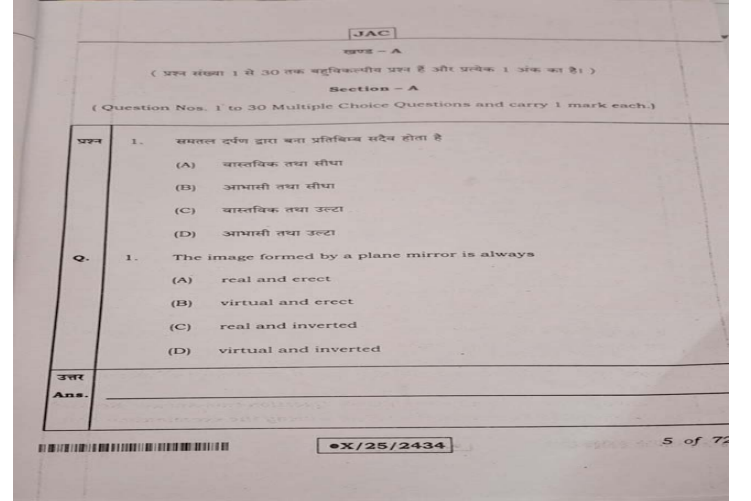 JAC
खण्ड – A
( प्रश्न संख्या 1 से 30 तक बहुविकल्पीय प्रश्न हैं और प्रत्येक 1 अंक का है। )
Section – A
( Question Nos. 1 to 30 Multiple Choice Questions and carry 1 mark each.)
प्रश्न 1. समतल दर्पण द्वारा बना प्रतिबिम्ब सदैव होता है
(A) वास्तविक तथा सीधा
(B) आभासी तथा सीधा
(C) वास्तविक तथा उल्टा
(D) आभासी तथा उल्टा
Q. 1. The image formed by a plane mirror is always
(A) real and erect
(B) virtual and erect
(C) real and inverted
(D) virtual and inverted
उत्तर
Ans.
●X/25/2434 5 of 72